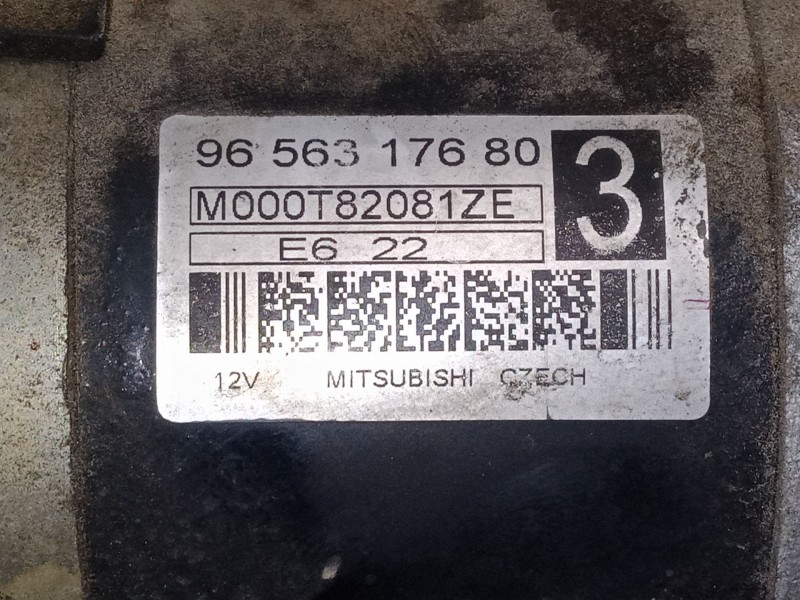 96 563 176 80
3
M000T82081ZE
E6 22
12V MITSUBISHI CZECH